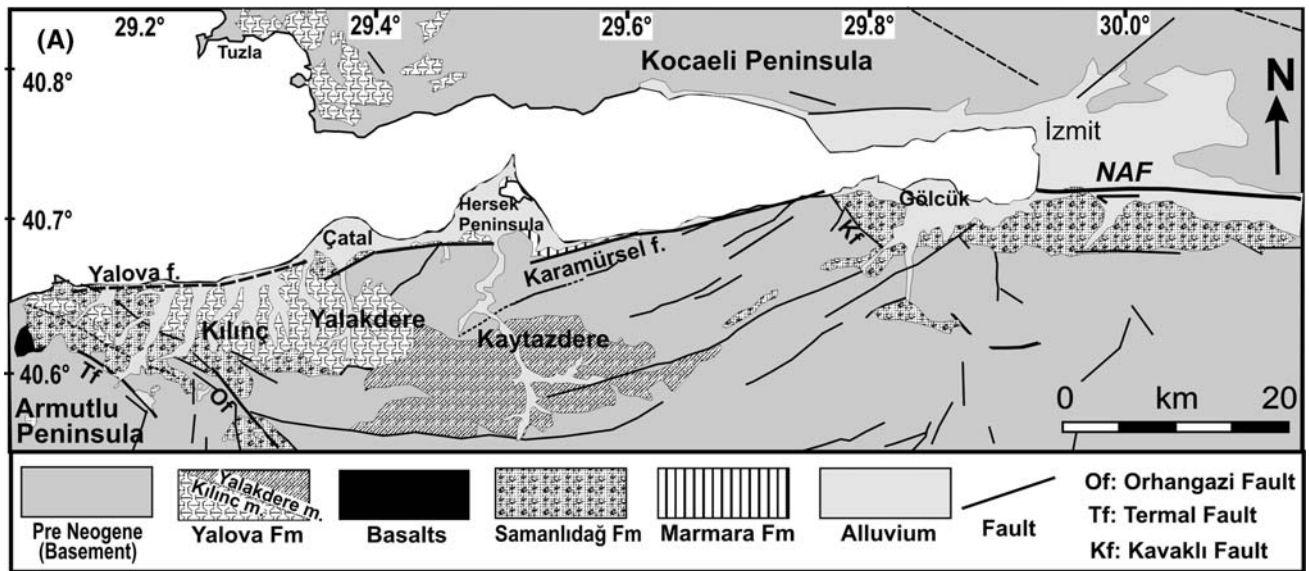 (A)
29.2
29.4
29.6
29.8
30.0
Tuzla
Kocaeli Peninsula
40.8
N
İzmit
NAF
Hersek
Peninsula
Gölcük
40.7
Çatal
Kf
Karamürsel f.
Yalova f.
Kılınç
Yalakdere
Kaytazdere
40.6
Tf
Of
Armutlu
Peninsula
0 km 20
Pre Neogene
(Basement)
Yalakdere m.
Kılınc m.
Yalova Fm
Basalts
Samanlıdağ Fm
Marmara Fm
Alluvium
Fault
Of: Orhangazi Fault
Tf: Termal Fault
Kf: Kavaklı Fault